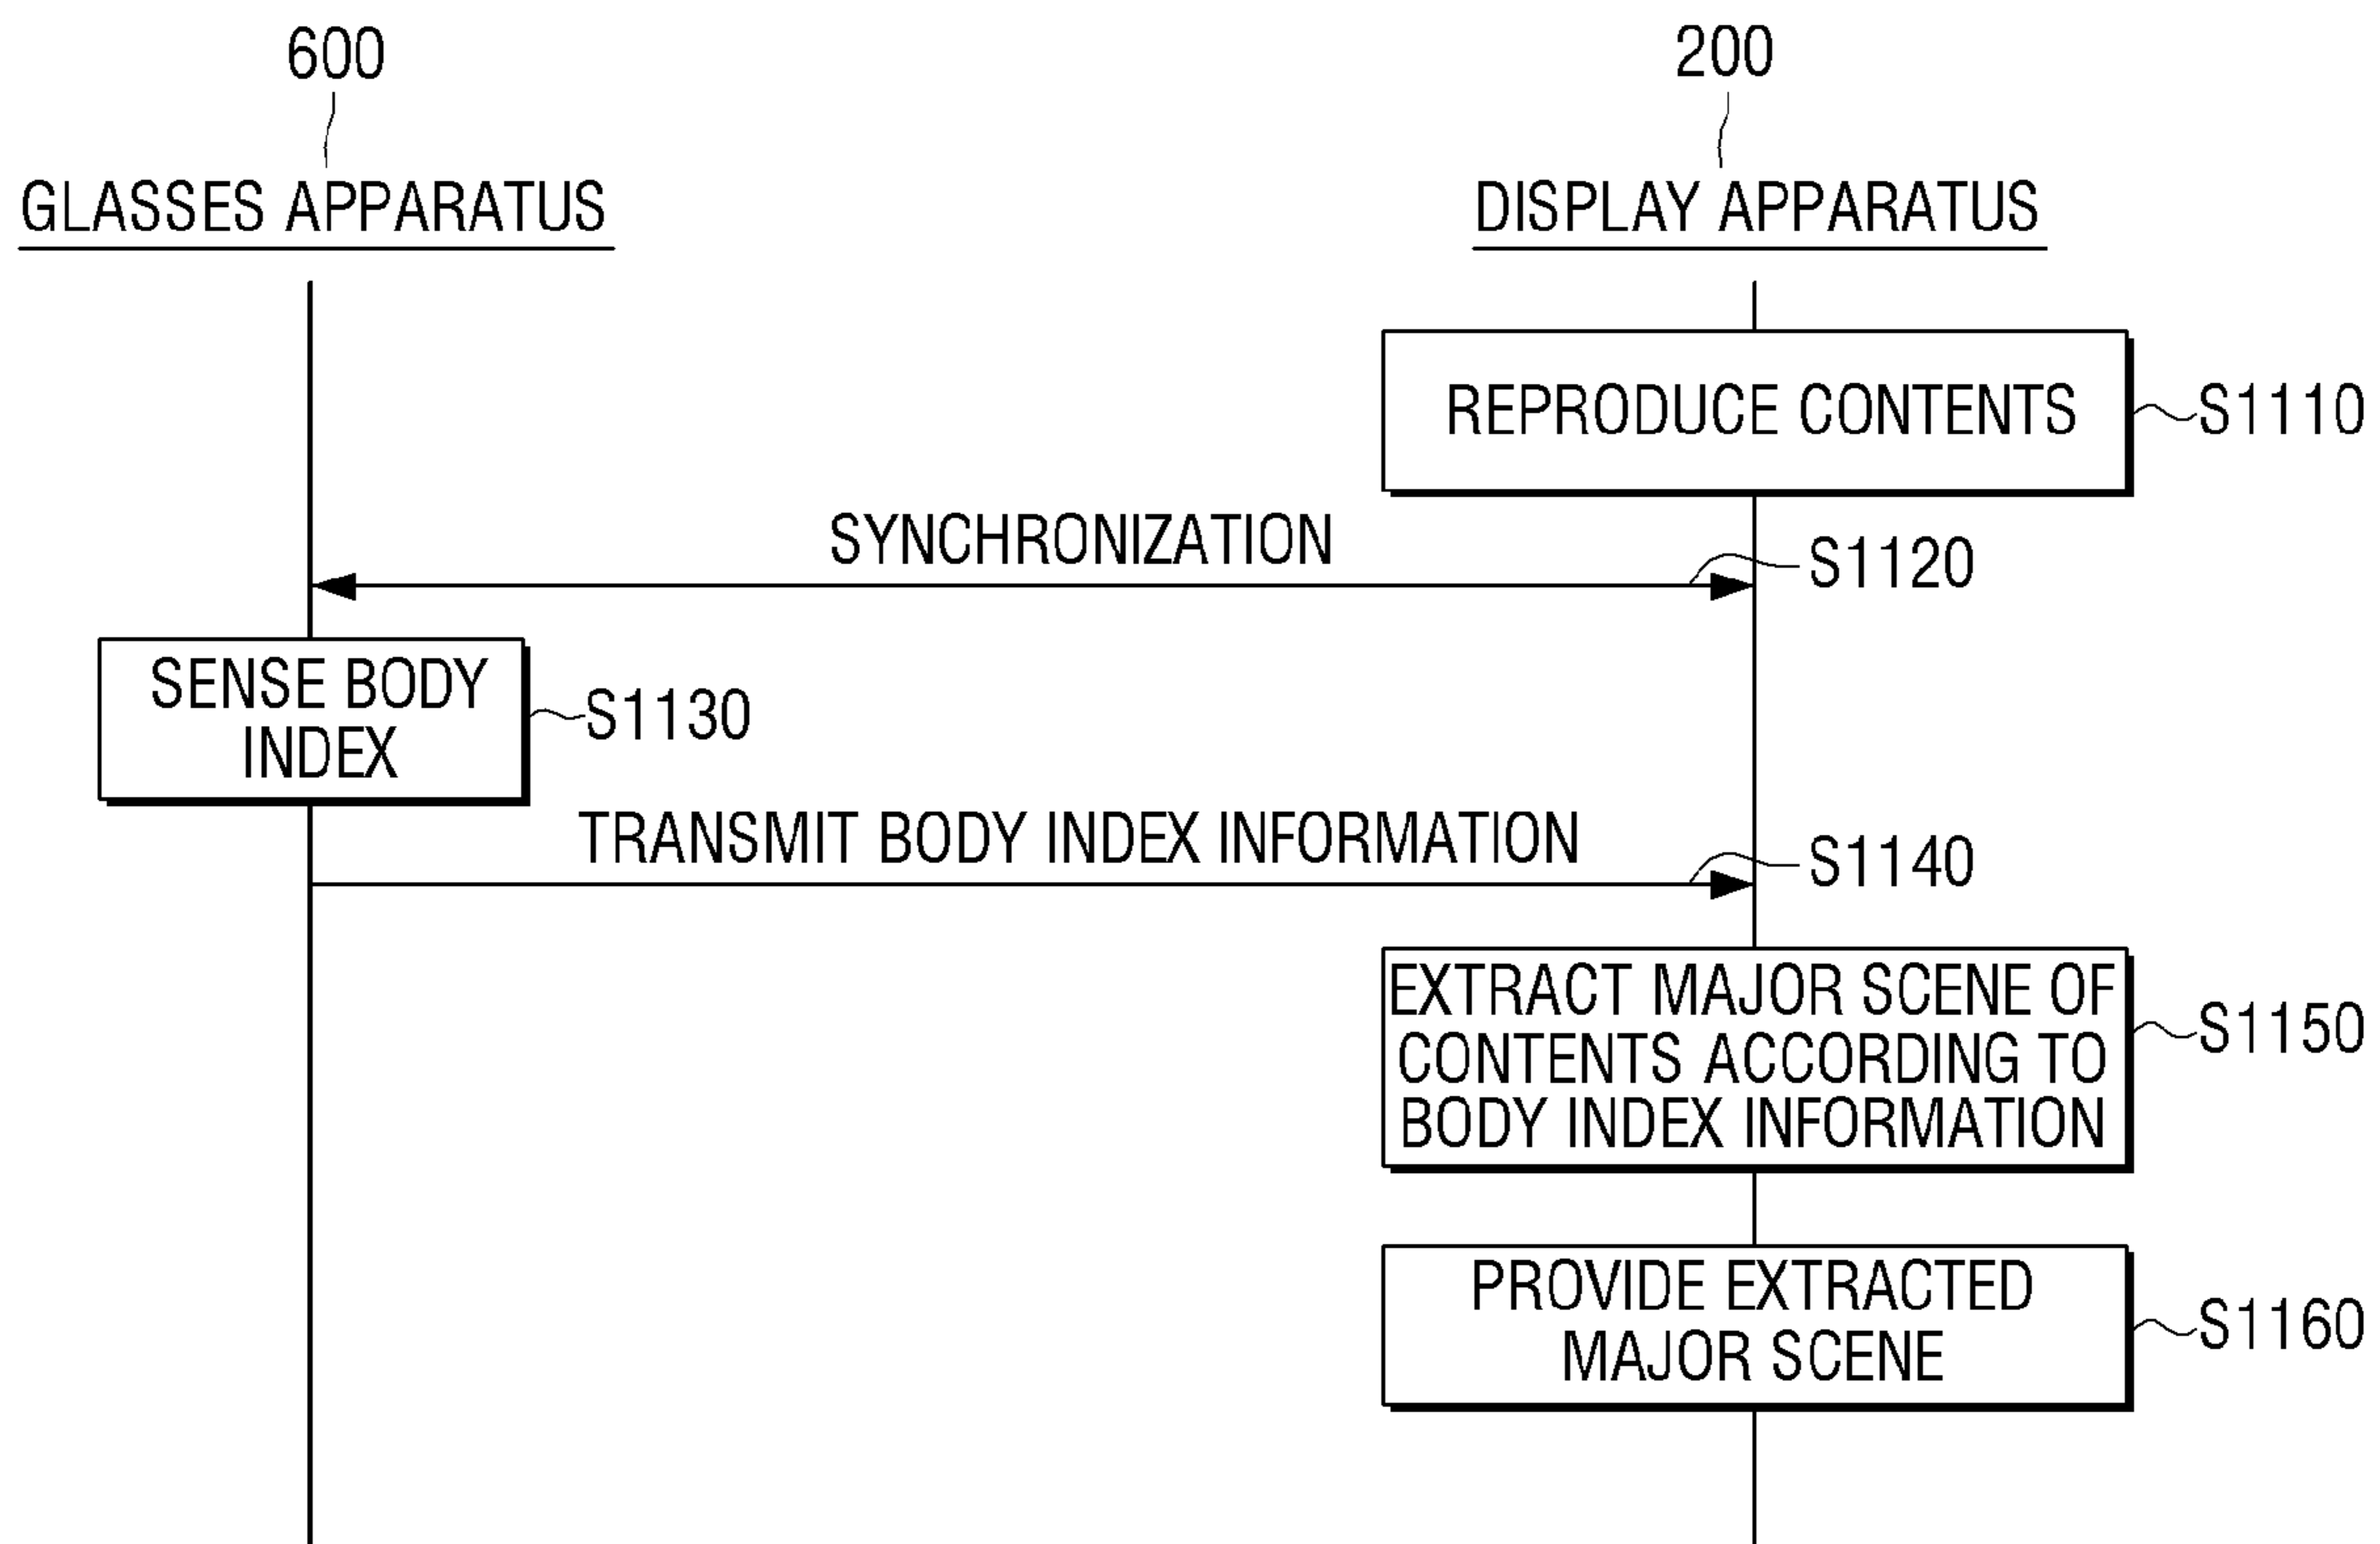 600
200
GLASSES APPARATUS
DISPLAY APPARATUS
REPRODUCE CONTENTS
S1110
SYNCHRONIZATION
S1120
SENSE BODY
INDEX
S1130
TRANSMIT BODY INDEX INFORMATION
S1140
EXTRACT MAJOR SCENE OF
CONTENTS ACCORDING TO
BODY INDEX INFORMATION
S1150
PROVIDE EXTRACTED
MAJOR SCENE
S1160